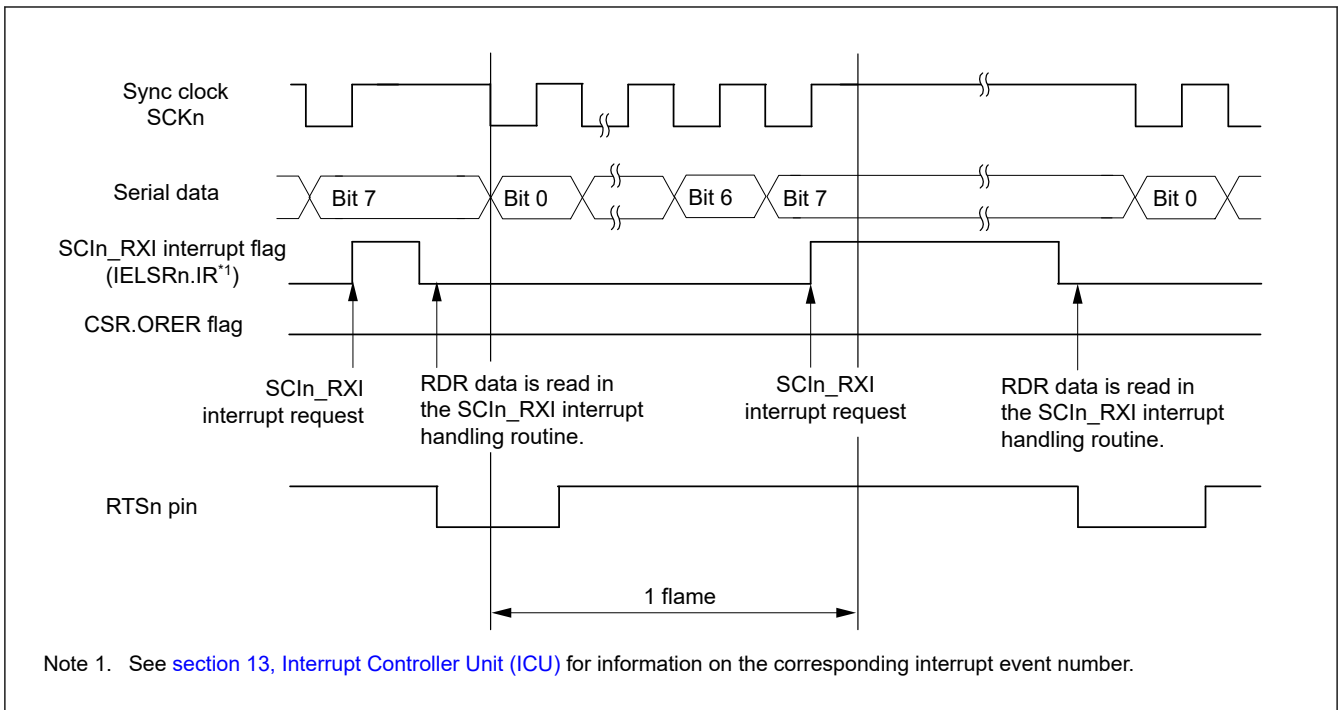 Sync clock
SCKn
Serial data
Bit 7
Bit 0
Bit 6
Bit 7
Bit 0
SCIn_RXI interrupt flag
(IELSRn.IR*1)
CSR.ORER flag
SCIn_RXI
interrupt request
RDR data is read in
the SCIn_RXI interrupt
handling routine.
SCIn_RXI
interrupt request
RDR data is read in
the SCIn_RXI interrupt
handling routine.
RTSn pin
1 flame
Note 1. See section 13, Interrupt Controller Unit (ICU) for information on the corresponding interrupt event number.